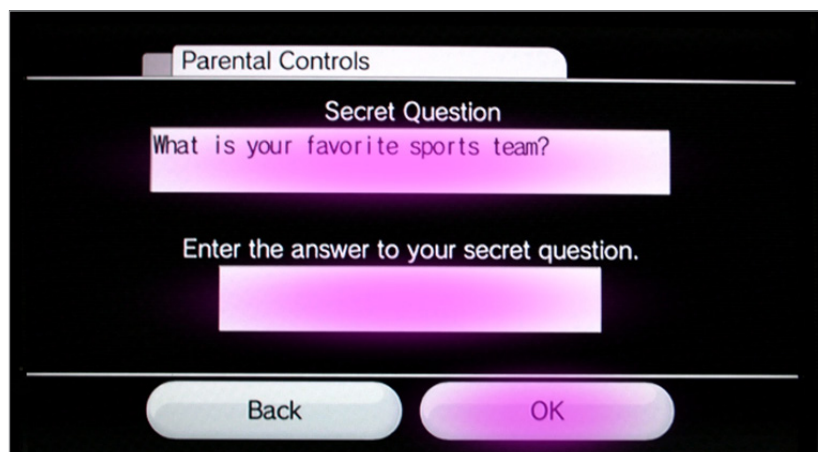 Parental Controls
Secret Question
What is your favorite sports team?
Enter the answer to your secret question.
Back
OK